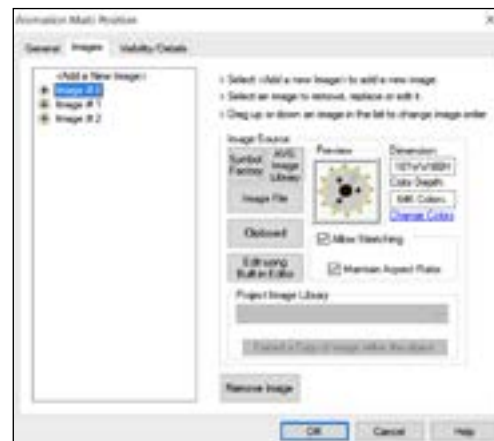 Animation Multi Position
General Images Visibility/Details
<Add a New Image>
Image # 0
Image # 1
Image # 2
> Select <Add a new Image> to add a new image.
> Select an image to remove, replace or edit it.
> Drag up or down an image in the list to change image order.
Image Source
Symbol Factory
AVG Image Library
Image File
Clipboard
Edit using Built in Editor
Preview
Dimension
Color Depth
64K Colors
Change Colors
Allow Stretching
Maintain Aspect Ratio
Project Image Library
Remove Image
OK Cancel Help